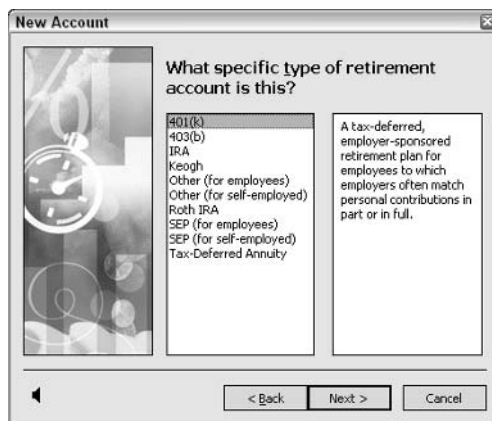 New Account
What specific type of retirement
account is this?
401(k)
403(b)
IRA
Keogh
Other (for employees)
Other (for self-employed)
Roth IRA
SEP (for employees)
SEP (for self-employed)
Tax-Deferred Annuity
A tax-deferred,
employer-sponsored
retirement plan for
employees to which
employers often match
personal contributions in
part or in full.
< Back
Next >
Cancel